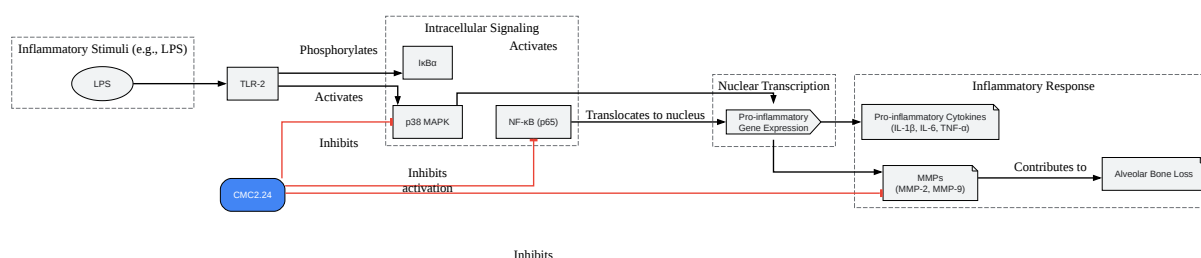 Inflammatory Stimuli (e.g., LPS)
LPS
TLR-2
Phosphorylates
Activates
Intracellular Signaling
Activates
IκBα
p38 MAPK
NF-κB (p65)
Inhibits
Translocates to nucleus
Nuclear Transcription
Pro-inflammatory
Gene Expression
Inflammatory Response
Pro-inflammatory Cytokines
(IL-1β, IL-6, TNF-α)
MMPs
(MMP-2, MMP-9)
Contributes to
Alveolar Bone Loss
CMC2.24
Inhibits
activation
Inhibits